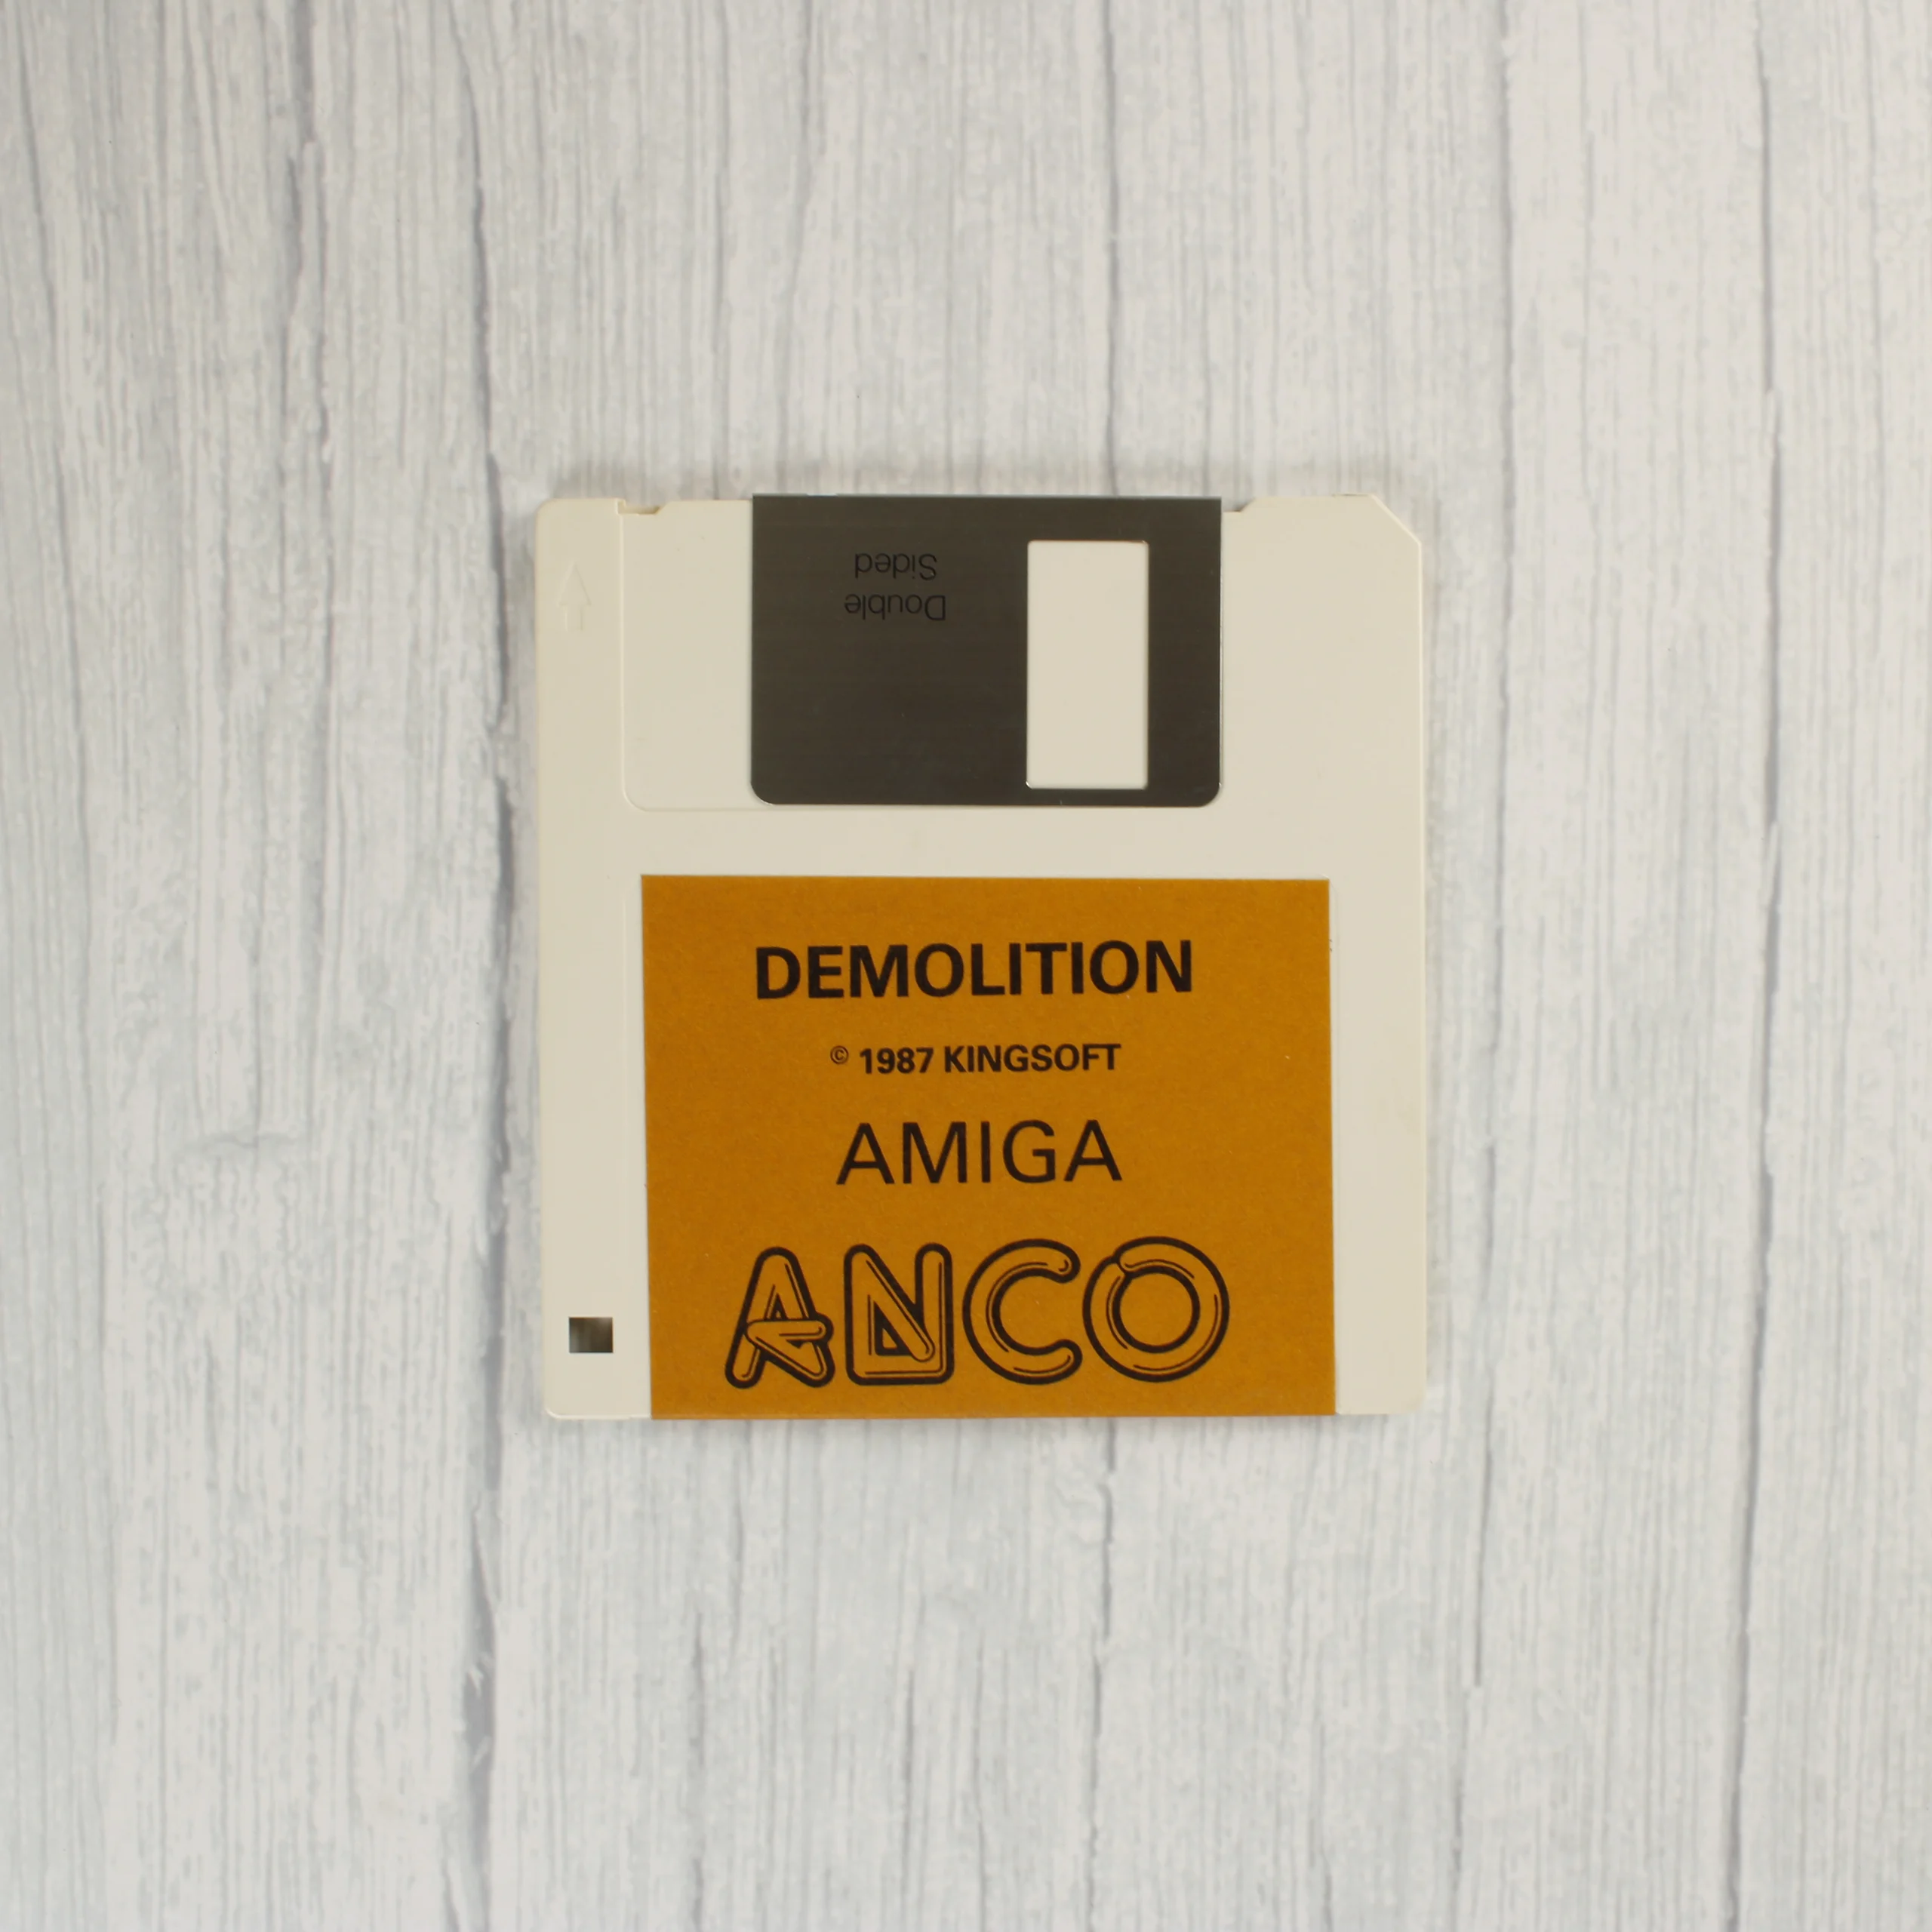 Double
Sided
DEMOLITION
© 1987 KINGSOFT
AMIGA
ANCO